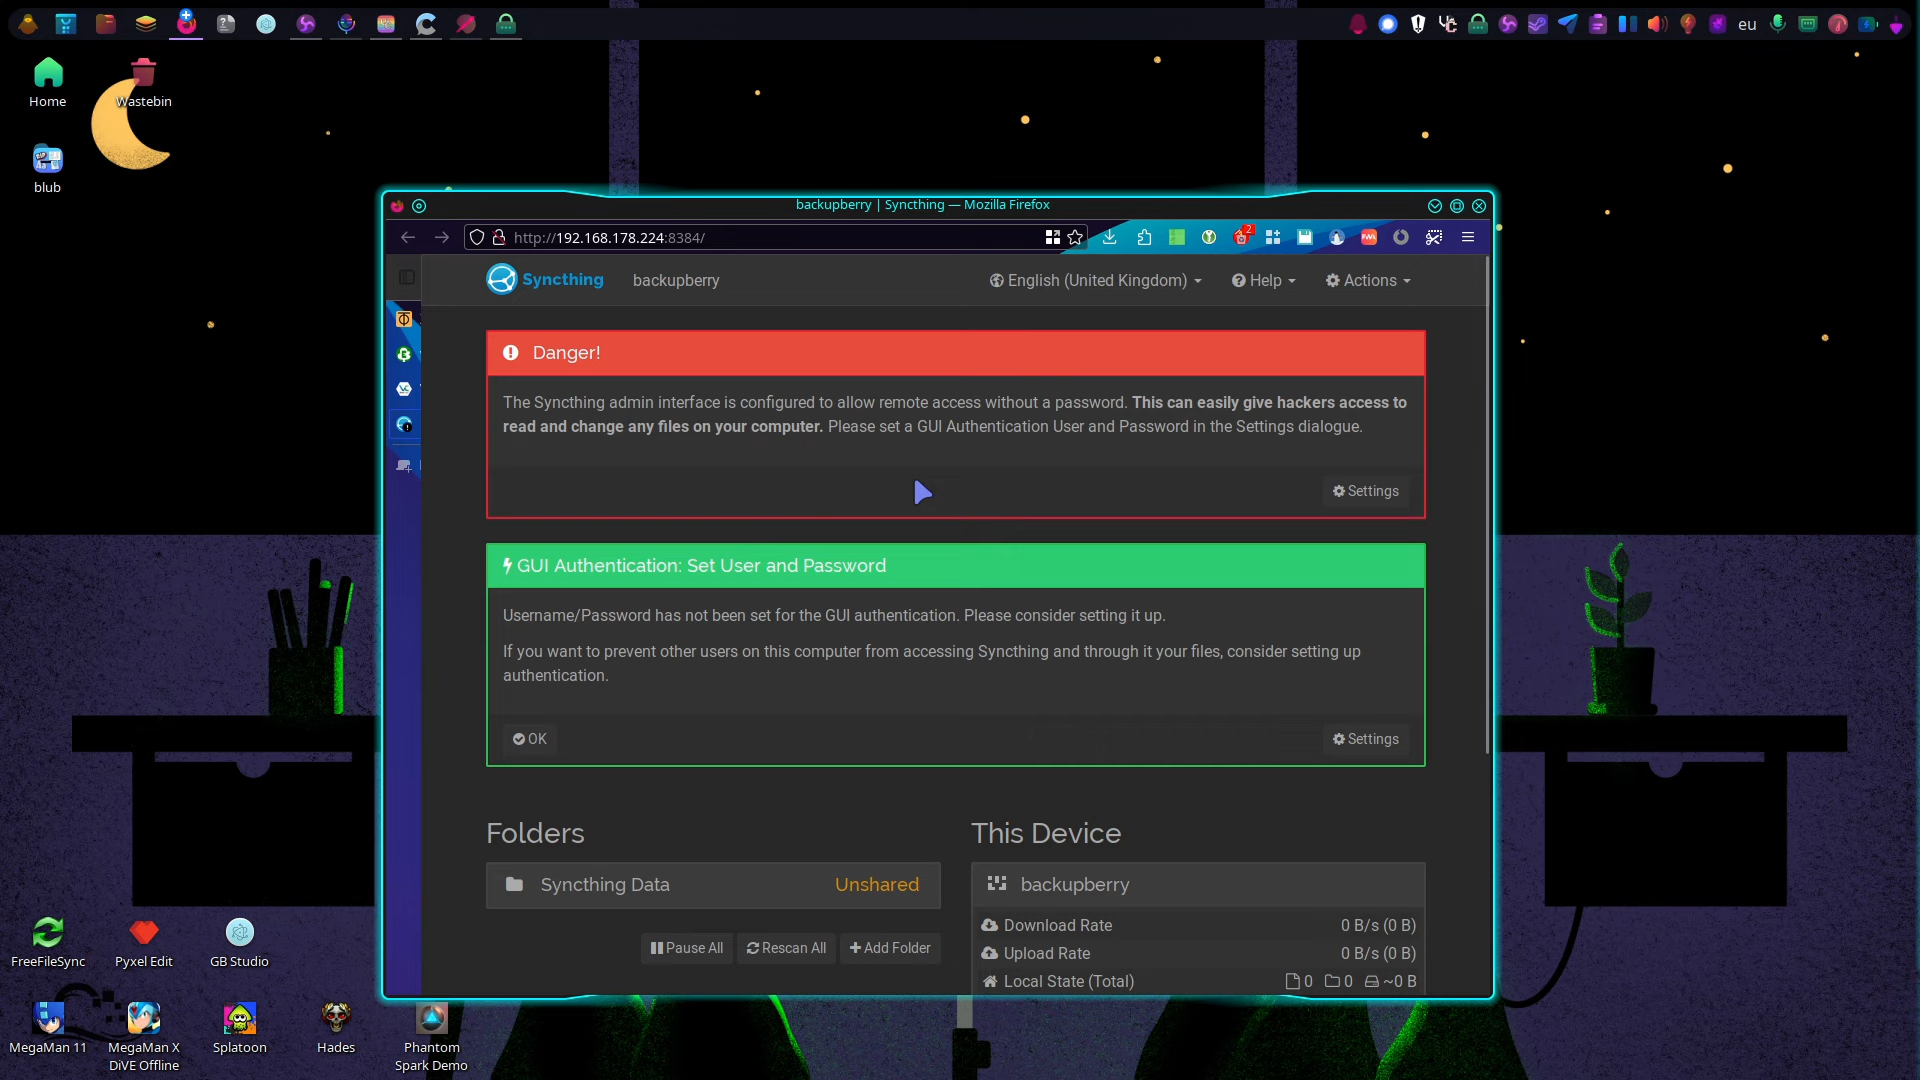 eu
Home
Wastebin
blub
backupberry | Syncthing — Mozilla Firefox
http://192.168.178.224:8384/
2
Syncthing
backupberry
English (United Kingdom)
Help
Actions
Danger!
The Syncthing admin interface is configured to allow remote access without a password. This can easily give hackers access to
read and change any files on your computer. Please set a GUI Authentication User and Password in the Settings dialogue.
Settings
GUI Authentication: Set User and Password
Username/Password has not been set for the GUI authentication. Please consider setting it up.
If you want to prevent other users on this computer from accessing Syncthing and through it your files, consider setting up
authentication.
OK
Settings
Folders
Syncthing Data
Unshared
Pause All
Rescan All
Add Folder
This Device
backupberry
Download Rate
0 B/s (0 B)
Upload Rate
0 B/s (0 B)
Local State (Total)
0
0
~0 B
FreeFileSync
Pyxel Edit
GB Studio
MegaMan 11
MegaMan X
DiVE Offline
Splatoon
Hades
Phantom
Spark Demo